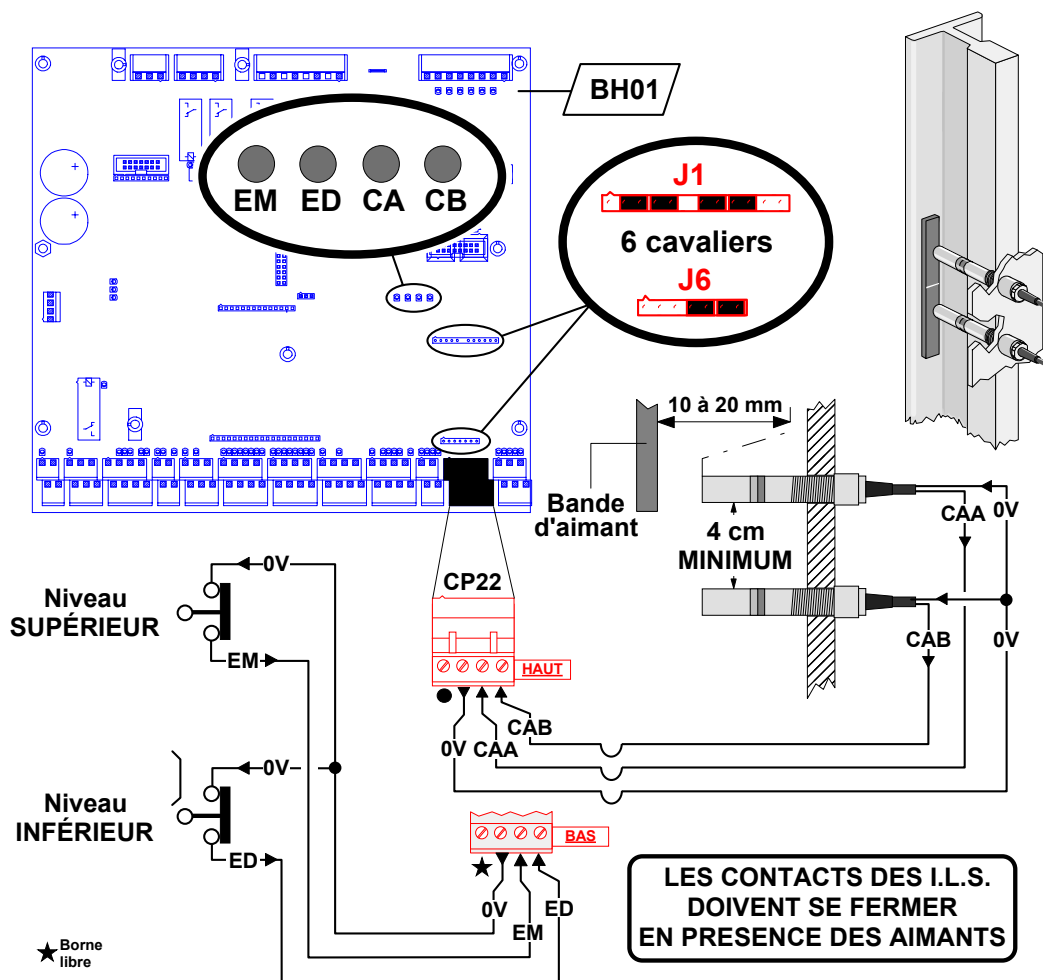 BH01
EM ED CA CB
J1
6 cavaliers
J6
10 à 20 mm
Bande
d'aimant
4 cm
MINIMUM
CAA
0V
CAB
0V
CP22
HAUT
0V
Niveau
SUPÉRIEUR
EM
CAB
0V CAA
0V
Niveau
INFÉRIEUR
ED
BAS
0V
EM
ED
LES CONTACTS DES I.L.S.
DOIVENT SE FERMER
EN PRESENCE DES AIMANTS
Borne
libre